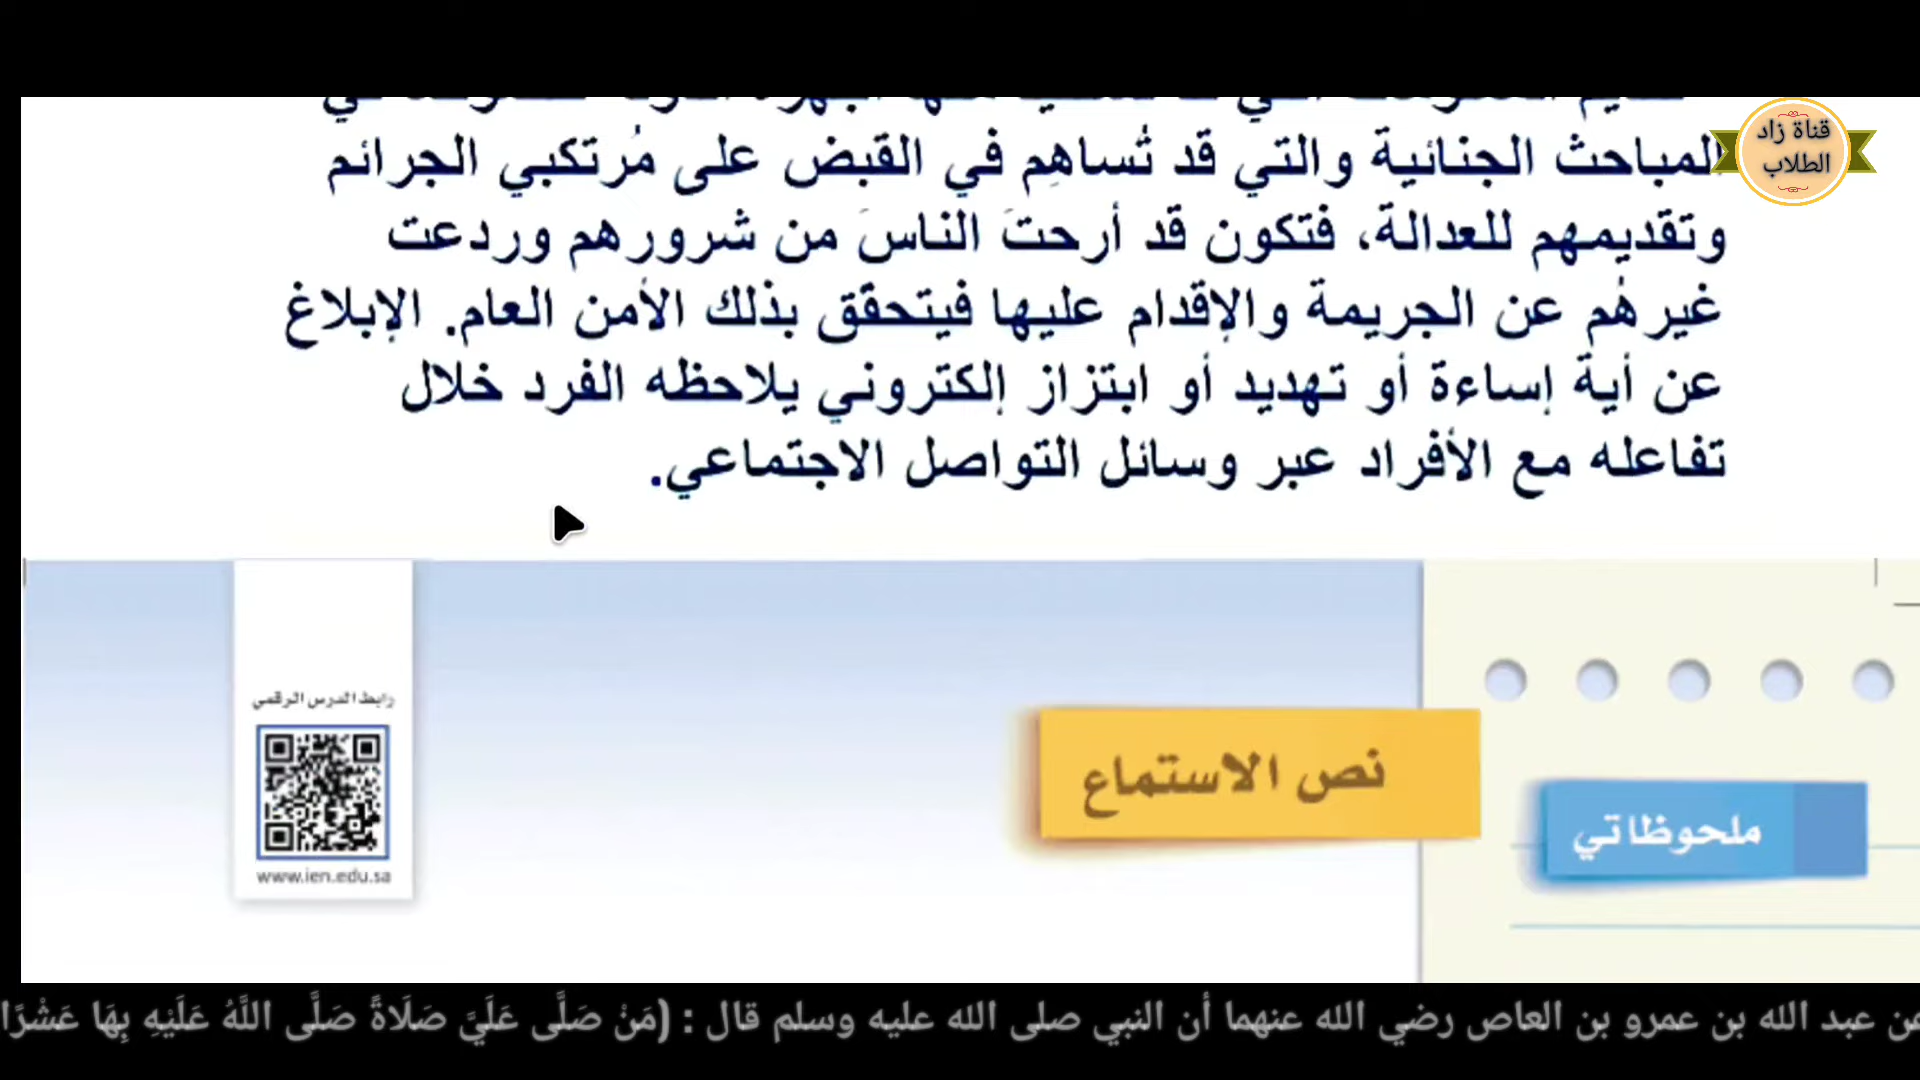 المباحث الجنائية والتي قد تُساهِم في القبض على مُرتكبي الجرائم
وتقديمهم للعدالة، فتكون قد أرحتَ الناسَ من شرورهم وردعت
غيرهُم عن الجريمة والإقدام عليها فيتحقق بذلك الأمن العام. الإبلاغ
عن أية إساءة أو تهديد أو ابتزاز إلكتروني يلاحظه الفرد خلال
تفاعله مع الأفراد عبر وسائل التواصل الاجتماعي.
قناة زاد
الطلاب
رابط الدرس الرقمي
www.ien.edu.sa
نص الاستماع
ملحوظاتي
عن عبد الله بن عمرو بن العاص رضي الله عنهما أن النبي صلى الله عليه وسلم قال : (مَنْ صَلَّى عَلَيَّ صَلَاةً صَلَّى اللَّهُ عَلَيْهِ بِهَا عَشْرًا